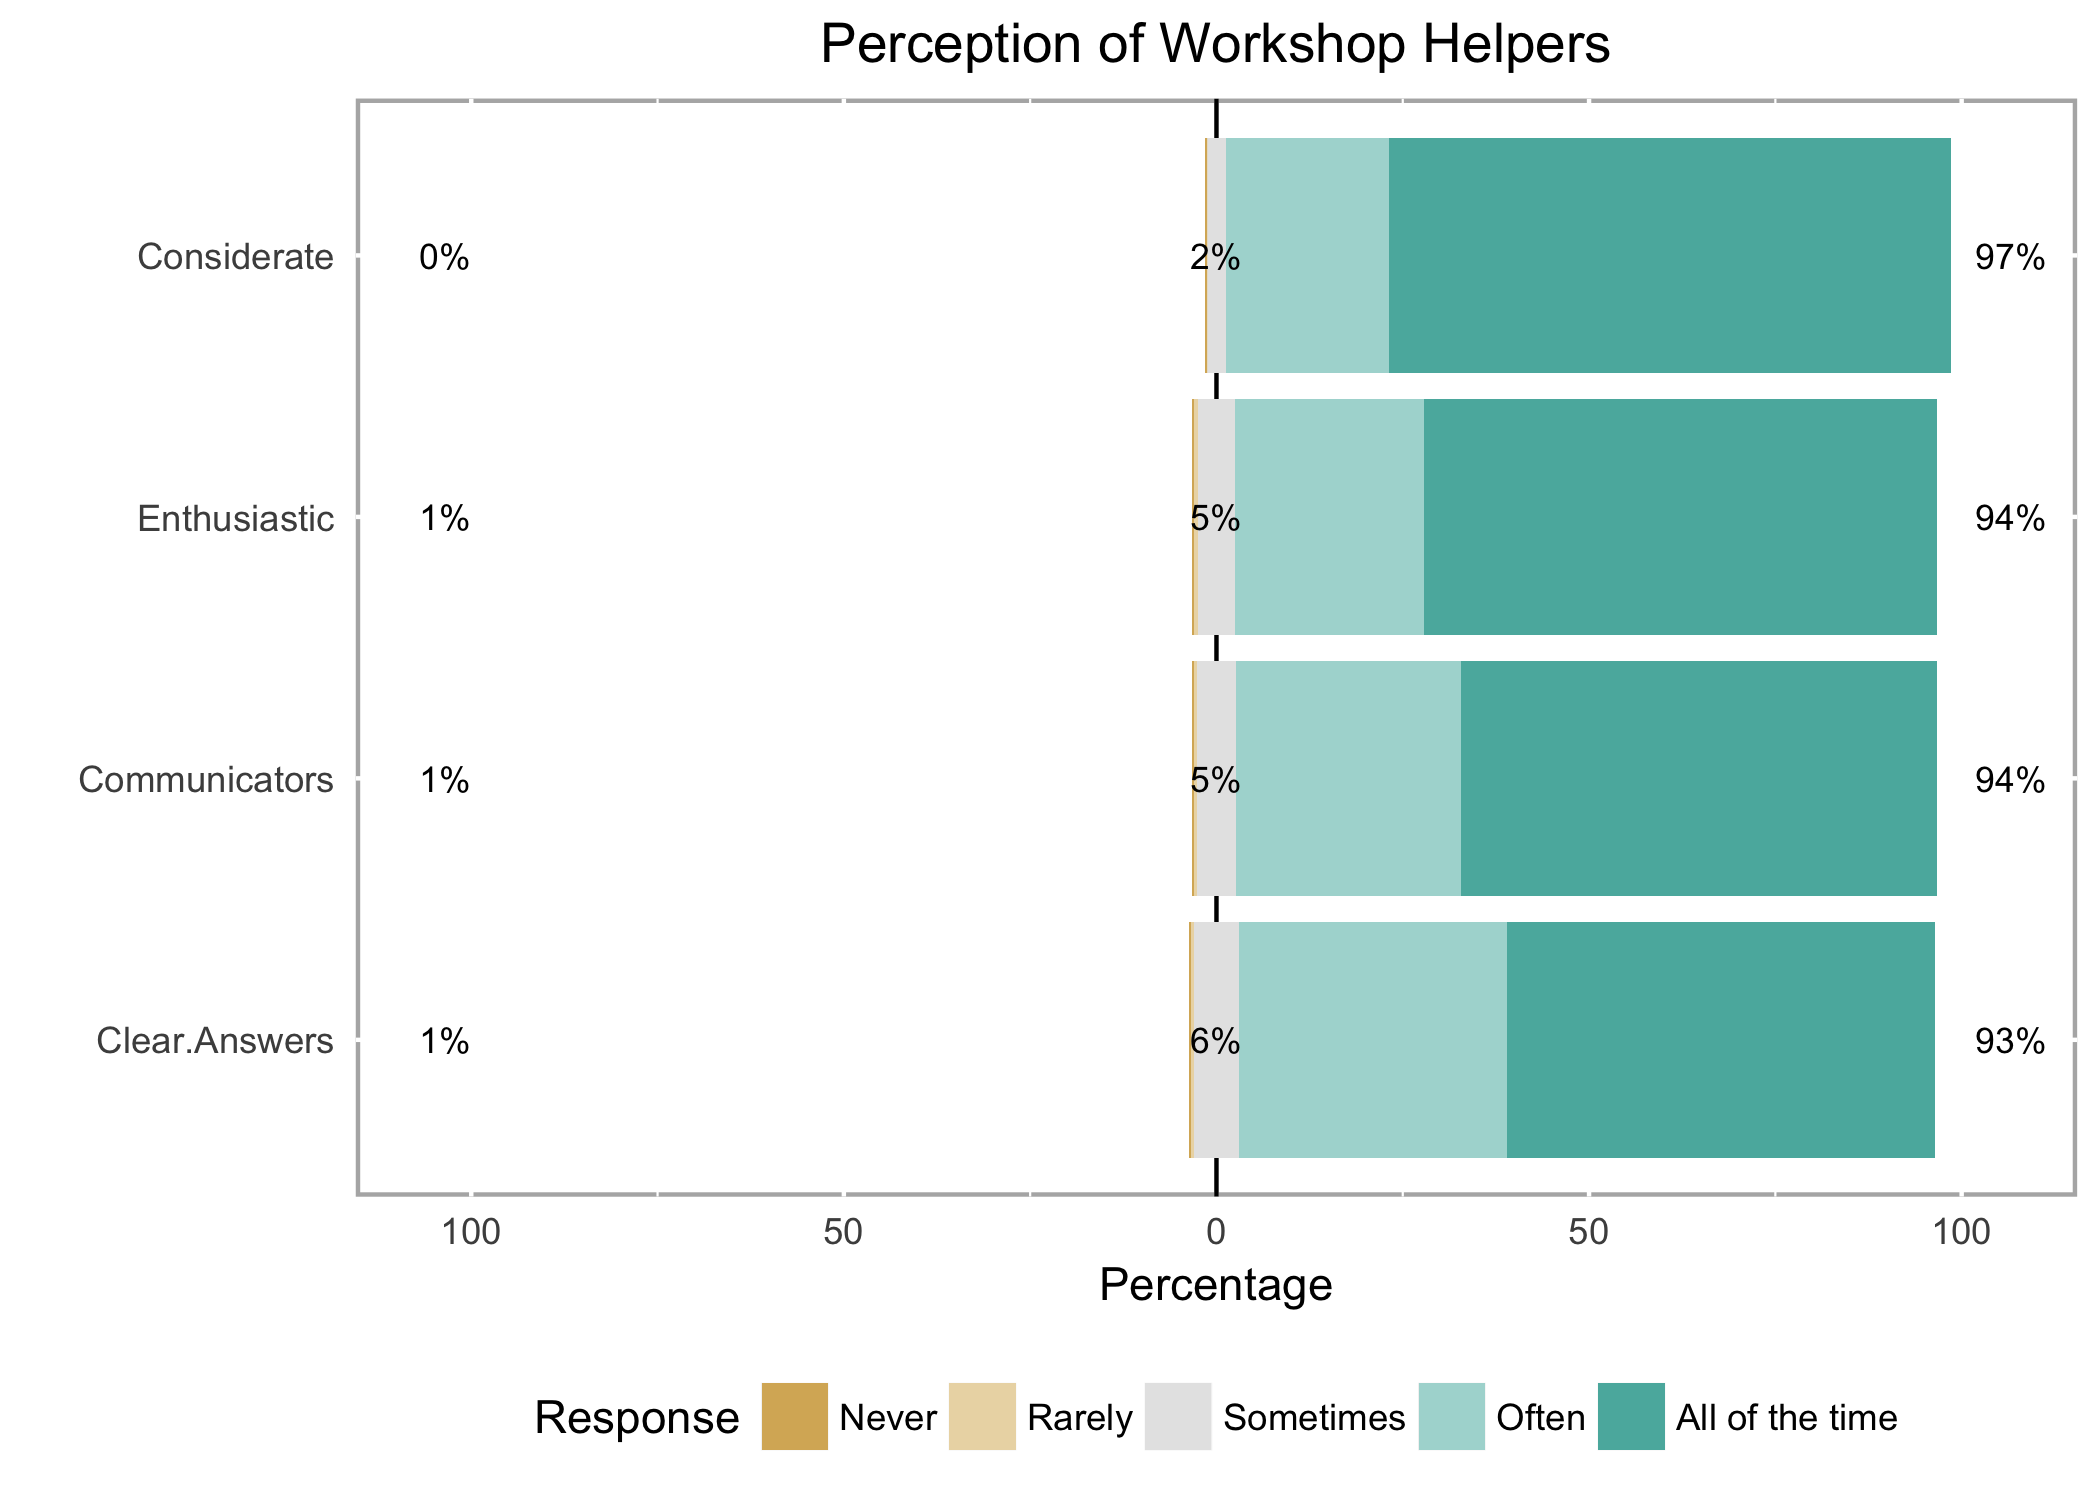 Perception of Workshop Helpers
Considerate 0% 2% 97%
Enthusiastic 1% 5% 94%
Communicators 1% 5% 94%
Clear.Answers 1% 6% 93%
100 50 0 50 100
Percentage
Response Never Rarely Sometimes Often All of the time